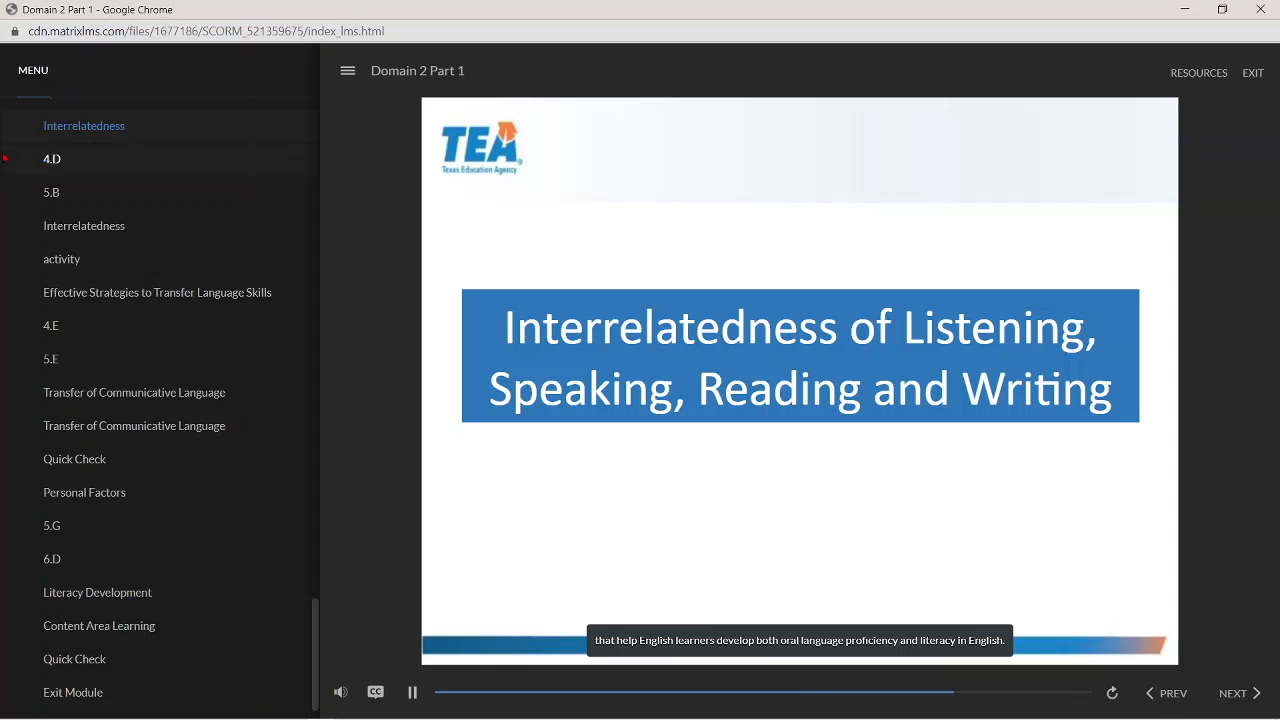 Domain 2 Part 1 - Google Chrome
cdn.matrixlms.com/files/1677186/SCORM_521359675/index_lms.html
MENU
Interrelatedness
4.D
5.B
Interrelatedness
activity
Effective Strategies to Transfer Language Skills
4.E
5.E
Transfer of Communicative Language
Transfer of Communicative Language
Quick Check
Personal Factors
5.G
6.D
Literacy Development
Content Area Learning
Quick Check
Exit Module
Domain 2 Part 1
RESOURCES EXIT
TEA
Texas Education Agency
Interrelatedness of Listening,
Speaking, Reading and Writing
that help English learners develop both oral language proficiency and literacy in English.
CC
PREV NEXT